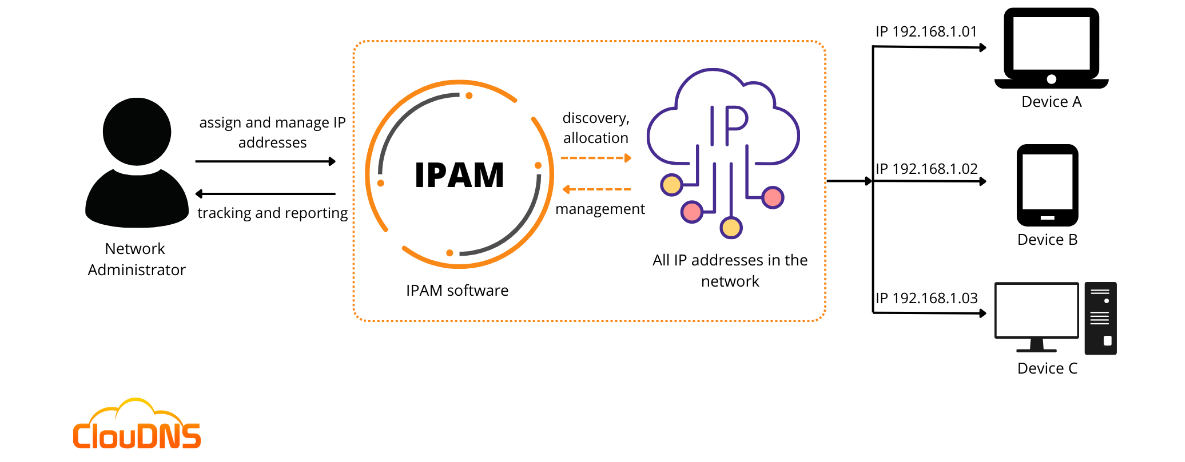 assign and manage IP
addresses
tracking and reporting
Network
Administrator
IPAM
IPAM software
discovery,
allocation
management
IP
All IP addresses in the
network
IP 192.168.1.01
Device A
IP 192.168.1.02
Device B
IP 192.168.1.03
Device C
ClouDNS